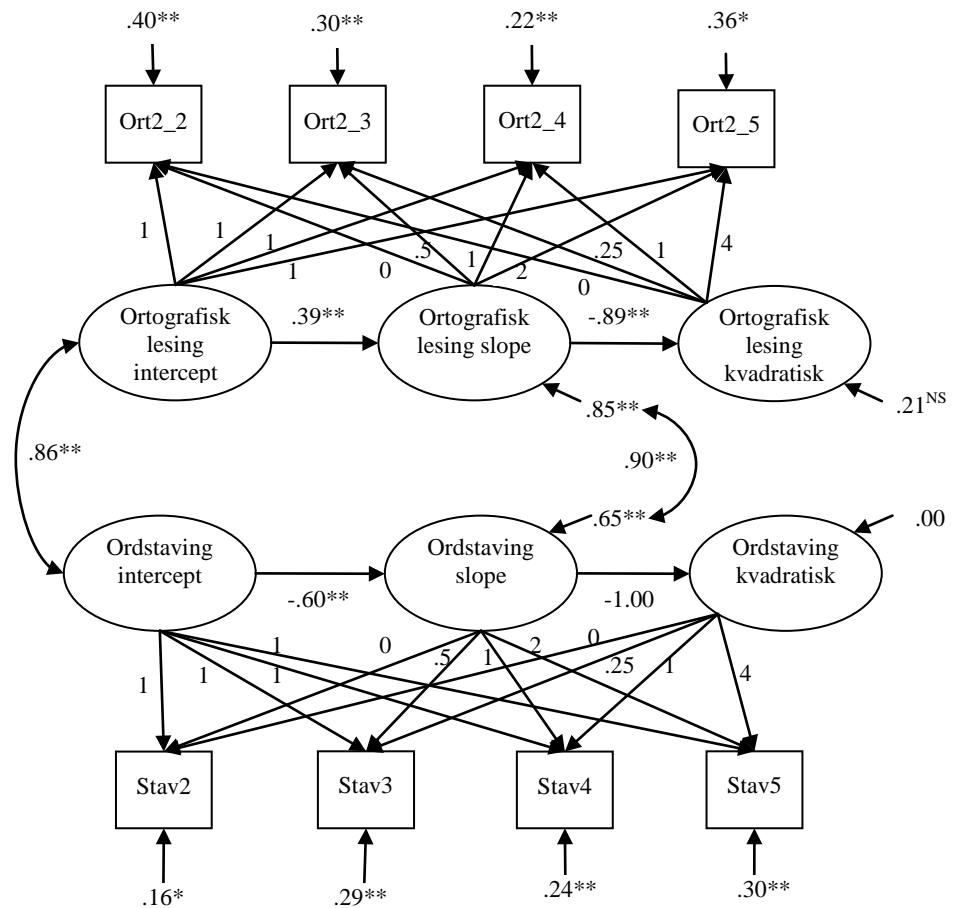 .40**
.30**
.22**
.36*
Ort2_2
Ort2_3
Ort2_4
Ort2_5
1
1
1
1
0
.5
1
2
0
.25
1
4
Ortografisk
lesing
intercept
.39**
Ortografisk
lesing slope
-.89**
Ortografisk
lesing
kvadratisk
.85**
.21NS
.86**
.90**
.65**
.00
Ordstaving
intercept
-.60**
Ordstaving
slope
-1.00
Ordstaving
kvadratisk
1
1
1
1
0
.5
1
2
0
.25
1
4
Stav2
Stav3
Stav4
Stav5
.16*
.29**
.24**
.30**